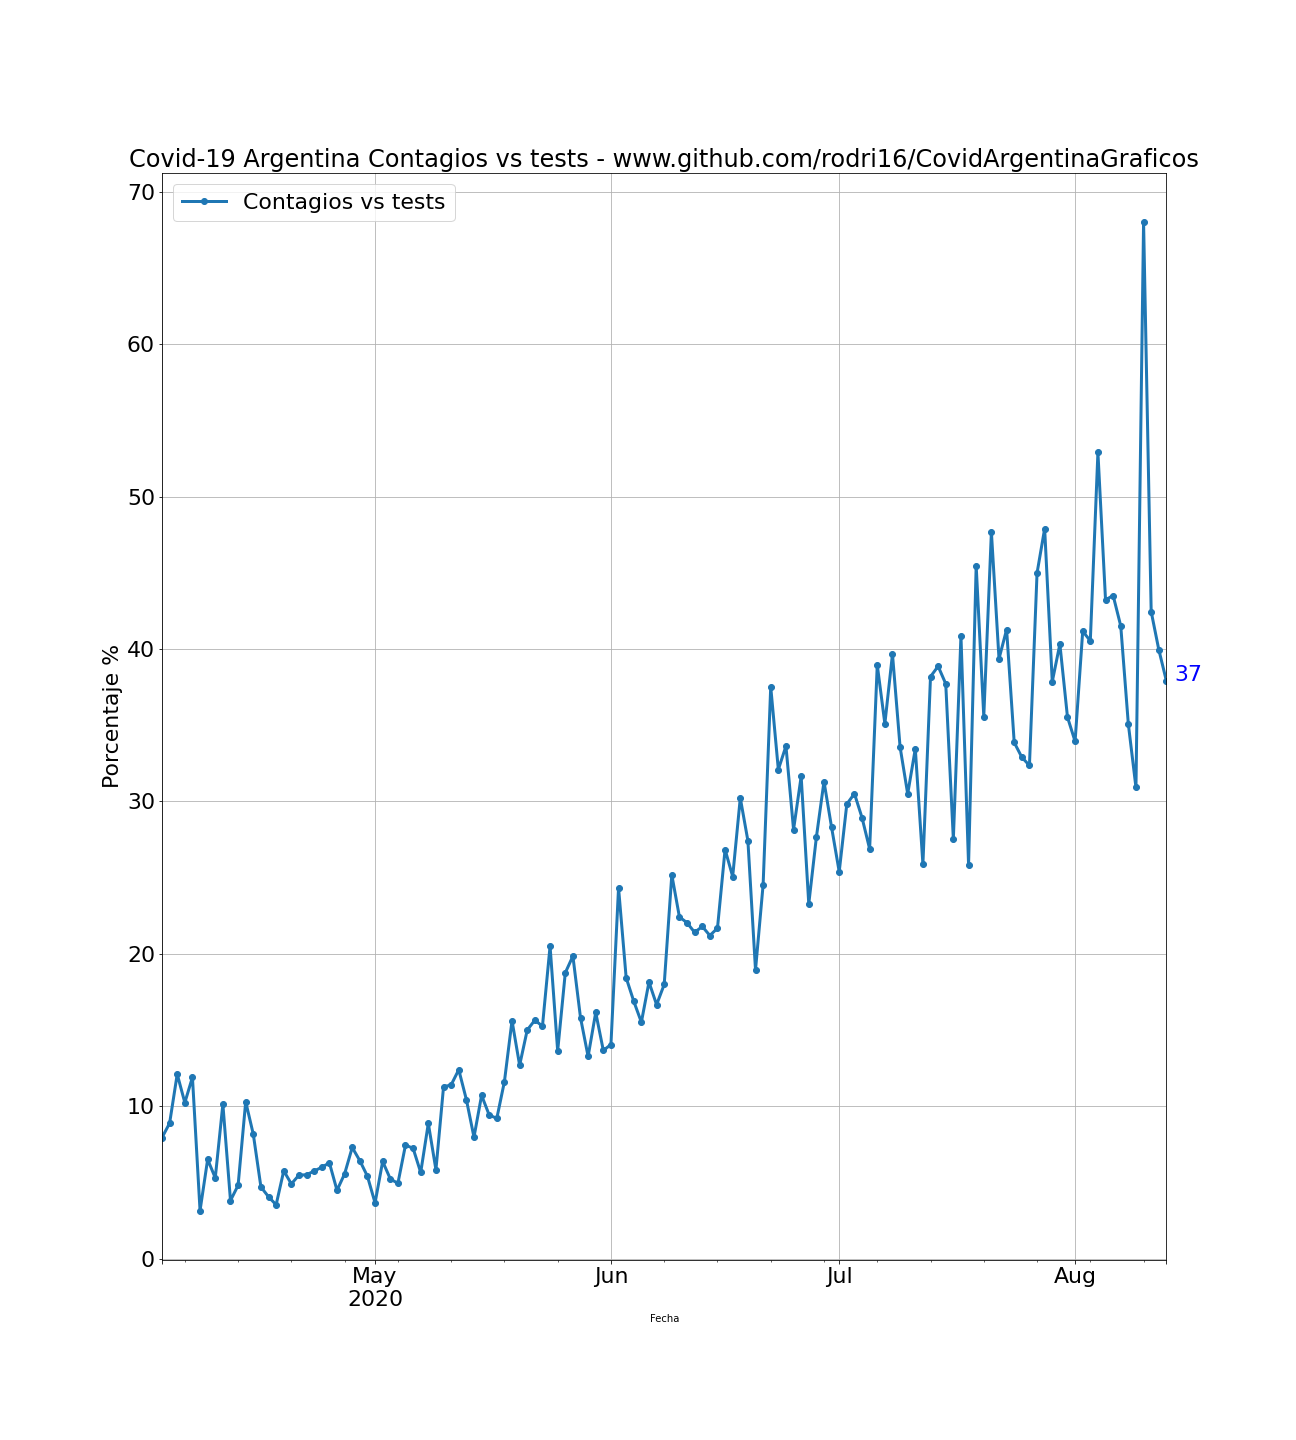 Covid-19 Argentina Contagios vs tests - www.github.com/rodri16/CovidArgentinaGraficos
Contagios vs tests
70
60
50
40
30
20
10
0
Porcentaje %
37
May
2020
Jun
Jul
Aug
Fecha